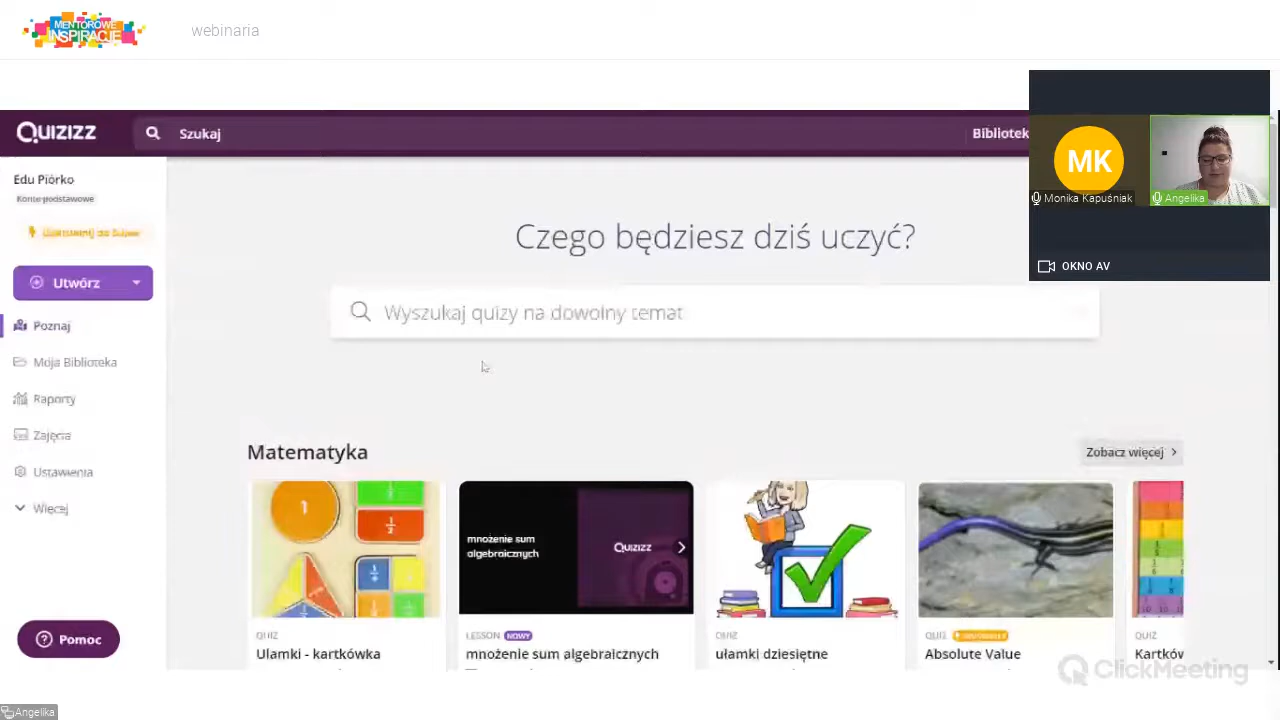 MENTOROWE
INSPIRACJE
webinaria
QUIZIZZ
Szukaj
Bibliotek
Edu Piórko
Konto podstawowe
Utwórz
Poznaj
Moja Biblioteka
Raporty
Zajęcia
Ustawienia
Więcej
Pomoc
Czego będziesz dziś uczyć?
Wyszukaj quizy na dowolny temat
Matematyka
Zobacz więcej
1
mnożenie sum
algebraicznych
QUIZIZZ
QUIZ
Ułamki - kartkówka
LESSON NOWY
mnożenie sum algebraicznych
QUIZ
ułamki dziesiętne
QUIZ
Absolute Value
QUIZ
Kartków
MK
Monika Kapuśniak
Angelika
OKNO AV
ClickMeeting
Angelika